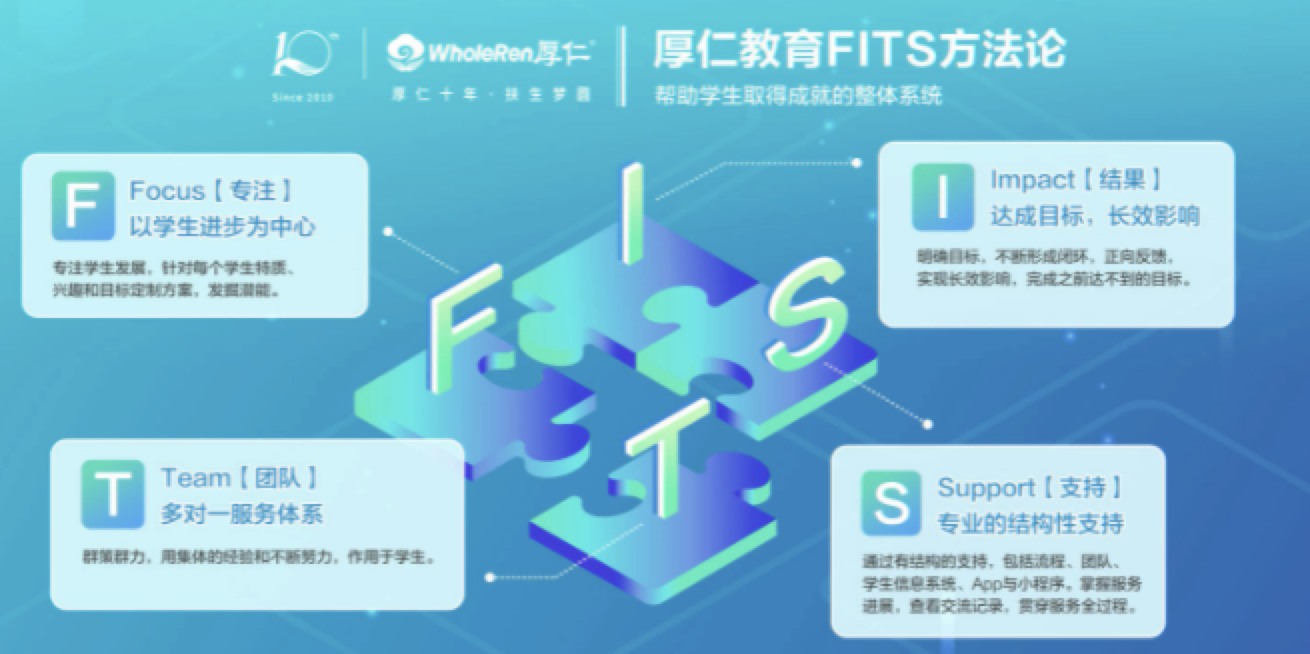 10
Since 2010
WholeRen厚仁
厚仁十年·扶生梦圆
厚仁教育FITS方法论
帮助学生取得成就的整体系统
F
Focus【专注】
以学生进步为中心
专注学生发展，针对每个学生特质、
兴趣和目标定制方案，发掘潜能。
I
Impact【结果】
达成目标，长效影响
明确目标，不断形成闭环，正向反馈，
实现长效影响，完成之前达不到的目标。
F
I
T
S
T
Team【团队】
多对一服务体系
群策群力，用集体的经验和不断努力，作用于学生。
S
Support【支持】
专业的结构性支持
通过有结构的支持，包括流程、团队、
学生信息系统、App与小程序。掌握服务
进展，查看交流记录，贯穿服务全过程。